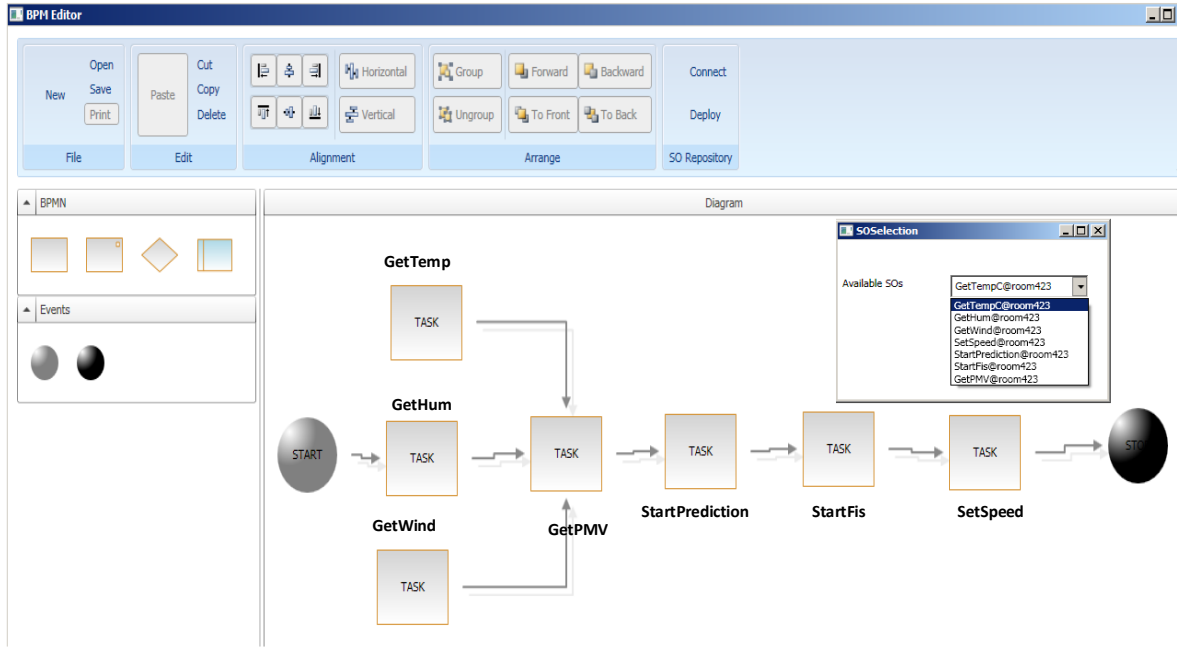 BPM Editor
New
Open
Save
Print
File
Paste
Cut
Copy
Delete
Edit
Horizontal
Vertical
Alignment
Group
Forward
Backward
Ungroup
To Front
To Back
Arrange
Connect
Deploy
SO Repository
BPMN
Events
Diagram
SOSelection
Available SOs
GetTempC@room423
GetTempC@room423
GetHum@room423
GetWind@room423
SetSpeed@room423
StartPrediction@room423
StartFis@room423
GetPMV@room423
GetTemp
TASK
GetHum
START
TASK
TASK
TASK
TASK
TASK
STOP
GetWind
GetPMV
StartPrediction
StartFis
SetSpeed
TASK